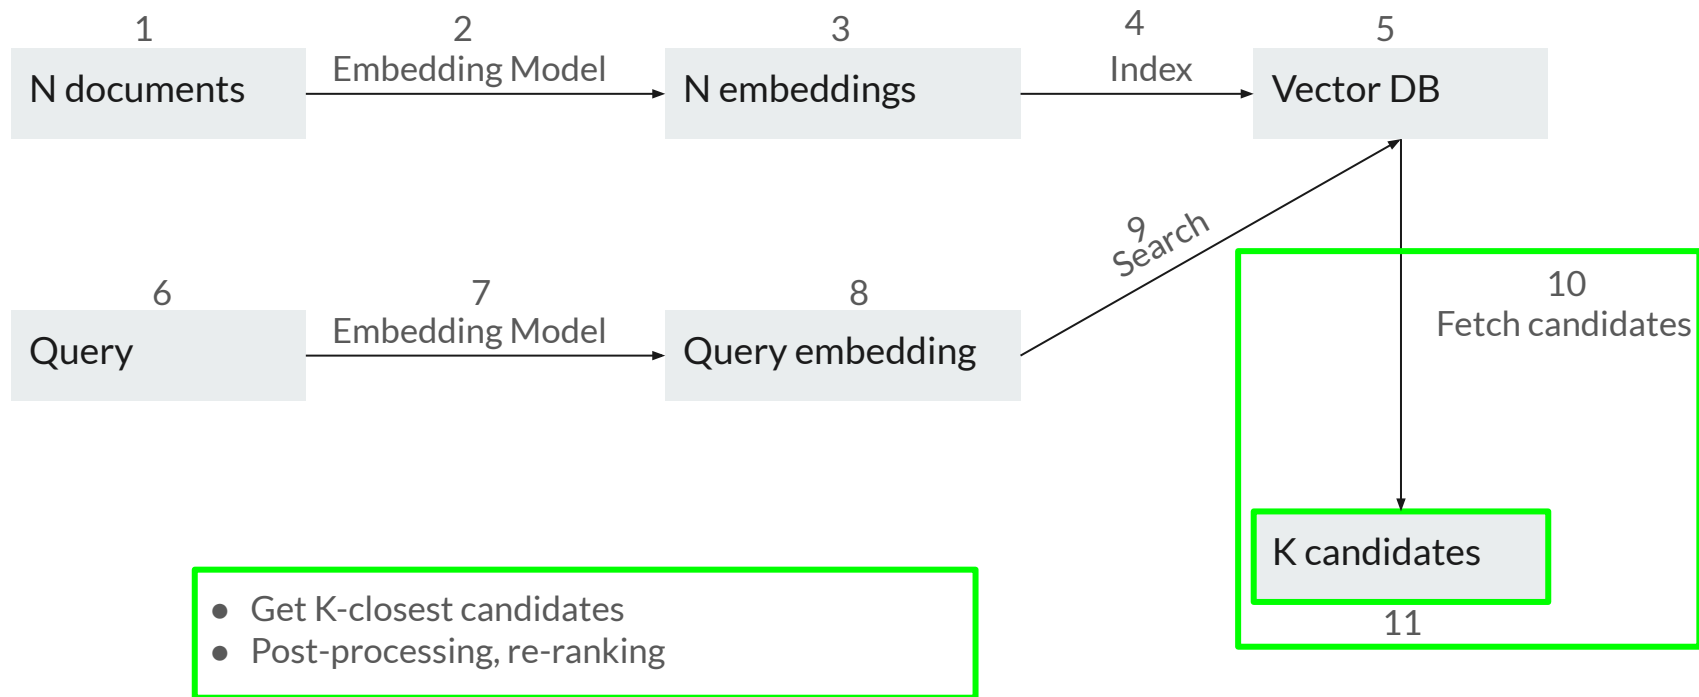 1
2
3
4
5
N documents
Embedding Model
N embeddings
Index
Vector DB
9
Search
6
7
8
10
Query
Embedding Model
Query embedding
Fetch candidates
K candidates
11
● Get K-closest candidates
● Post-processing, re-ranking